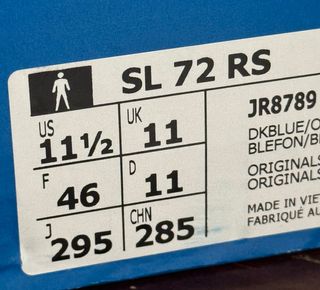 SL 72 RS
US 11½
UK 11
F 46
D 11
J 295
CHN 285
JR8789
DKBLUE/O
BLEFON/B
ORIGINALS
ORIGINALS
MADE IN VIE
FABRIQUÉ AU